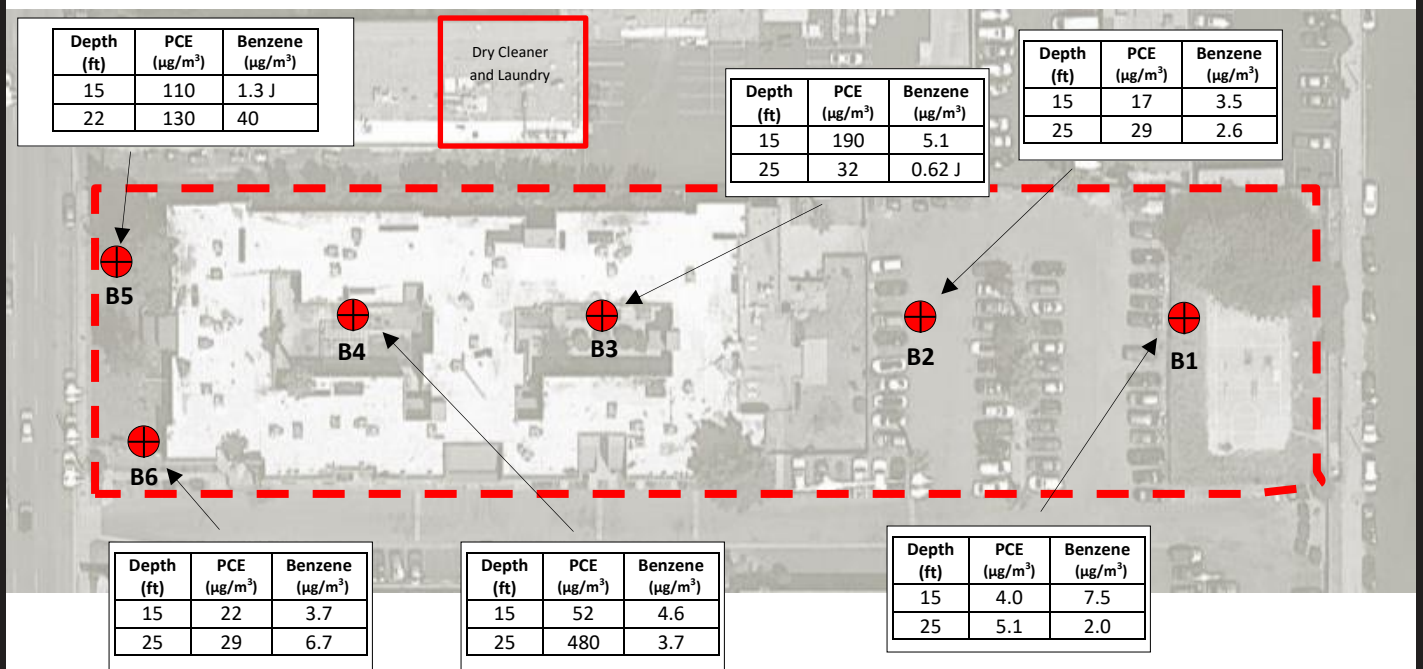 Depth (ft) PCE (µg/m³) Benzene (µg/m³)
15 110 1.3 J
22 130 40
Dry Cleaner
and Laundry
Depth (ft) PCE (µg/m³) Benzene (µg/m³)
15 190 5.1
25 32 0.62 J
Depth (ft) PCE (µg/m³) Benzene (µg/m³)
15 17 3.5
25 29 2.6
B5
B4
B3
B2
B1
B6
Depth (ft) PCE (µg/m³) Benzene (µg/m³)
15 22 3.7
25 29 6.7
Depth (ft) PCE (µg/m³) Benzene (µg/m³)
15 52 4.6
25 480 3.7
Depth (ft) PCE (µg/m³) Benzene (µg/m³)
15 4.0 7.5
25 5.1 2.0